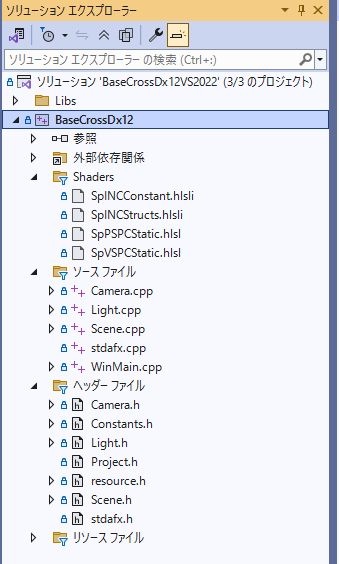 ソリューション エクスプローラー
ソリューション エクスプローラー の検索 (Ctrl+:)
ソリューション 'BaseCrossDx12VS2022' (3/3 のプロジェクト)
Libs
BaseCrossDx12
参照
外部依存関係
Shaders
SpINCConstant.hlsli
SpINCStructs.hlsli
SpPSPCStatic.hlsl
SpVSPCStatic.hlsl
ソース ファイル
Camera.cpp
Light.cpp
Scene.cpp
stdafx.cpp
WinMain.cpp
ヘッダー ファイル
Camera.h
Constants.h
Light.h
Project.h
resource.h
Scene.h
stdafx.h
リソース ファイル